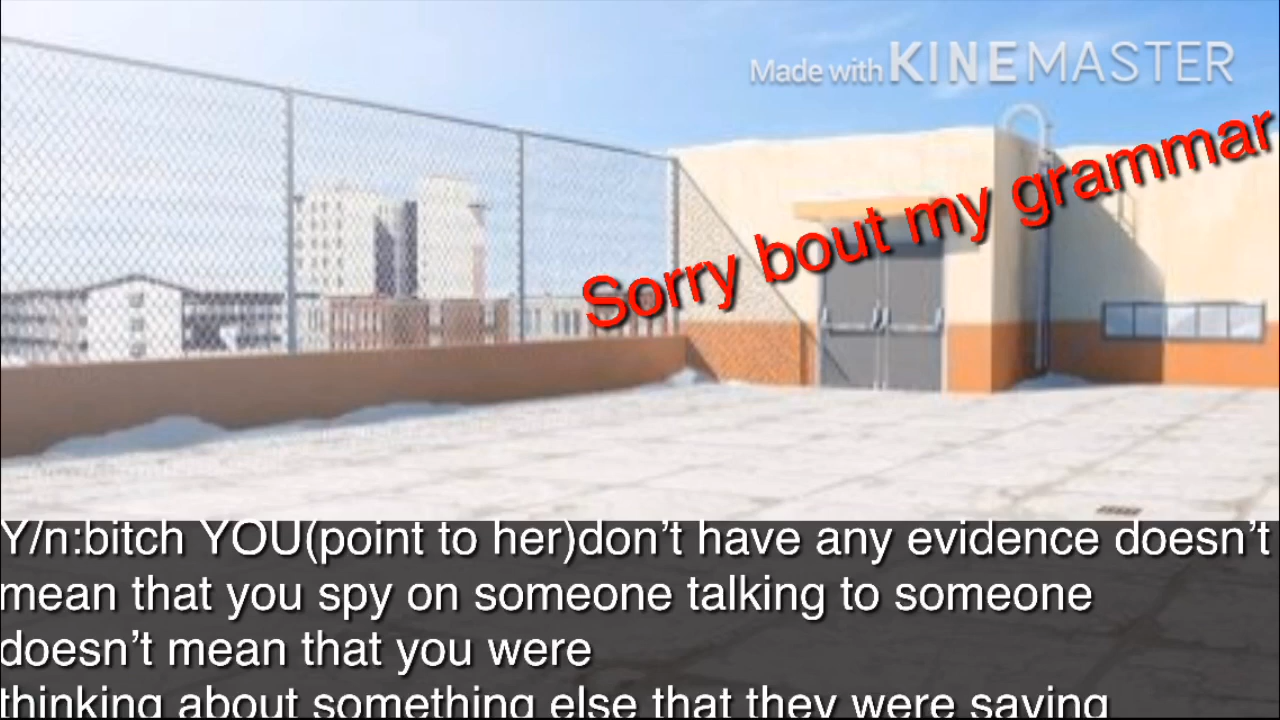 Made with KINEMASTER
Sorry bout my grammar
Y/n:bitch YOU(point to her)don’t have any evidence doesn’t
mean that you spy on someone talking to someone
doesn’t mean that you were
thinking about something else that they were saying